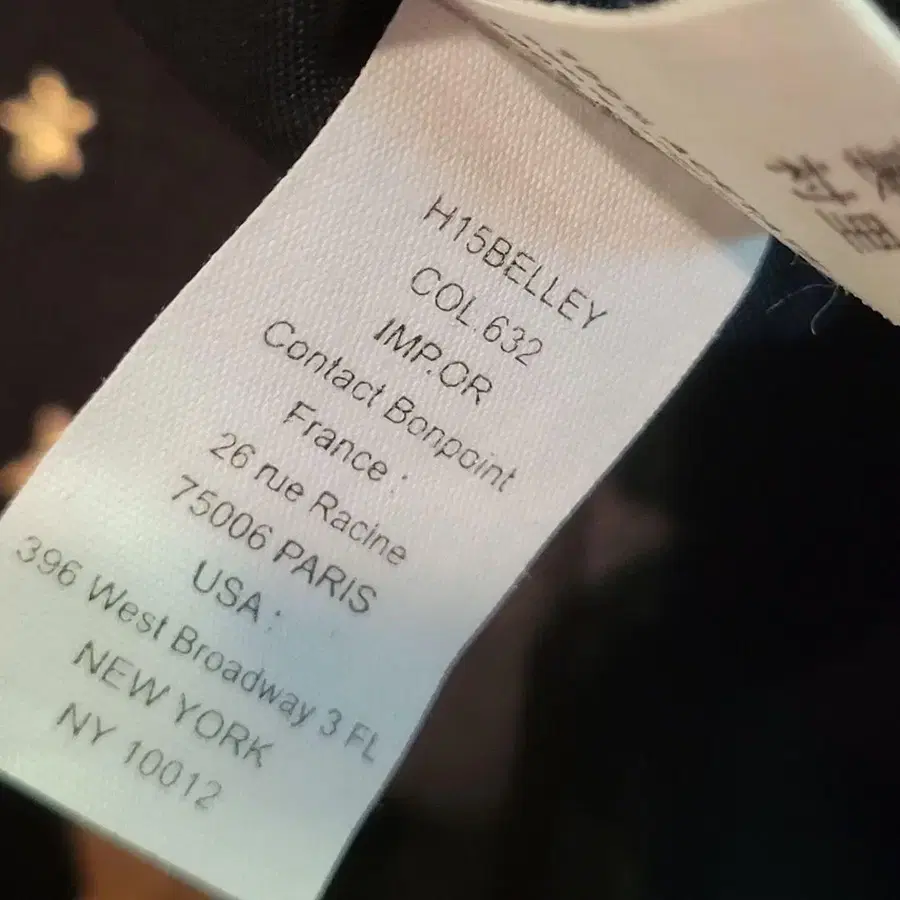 H15BELLEY
COL 632
IMP.OR
Contact Bonpoint
France :
26 rue Racine
75006 PARIS
USA :
396 West Broadway 3 FL
NEW YORK
NY 10012
里